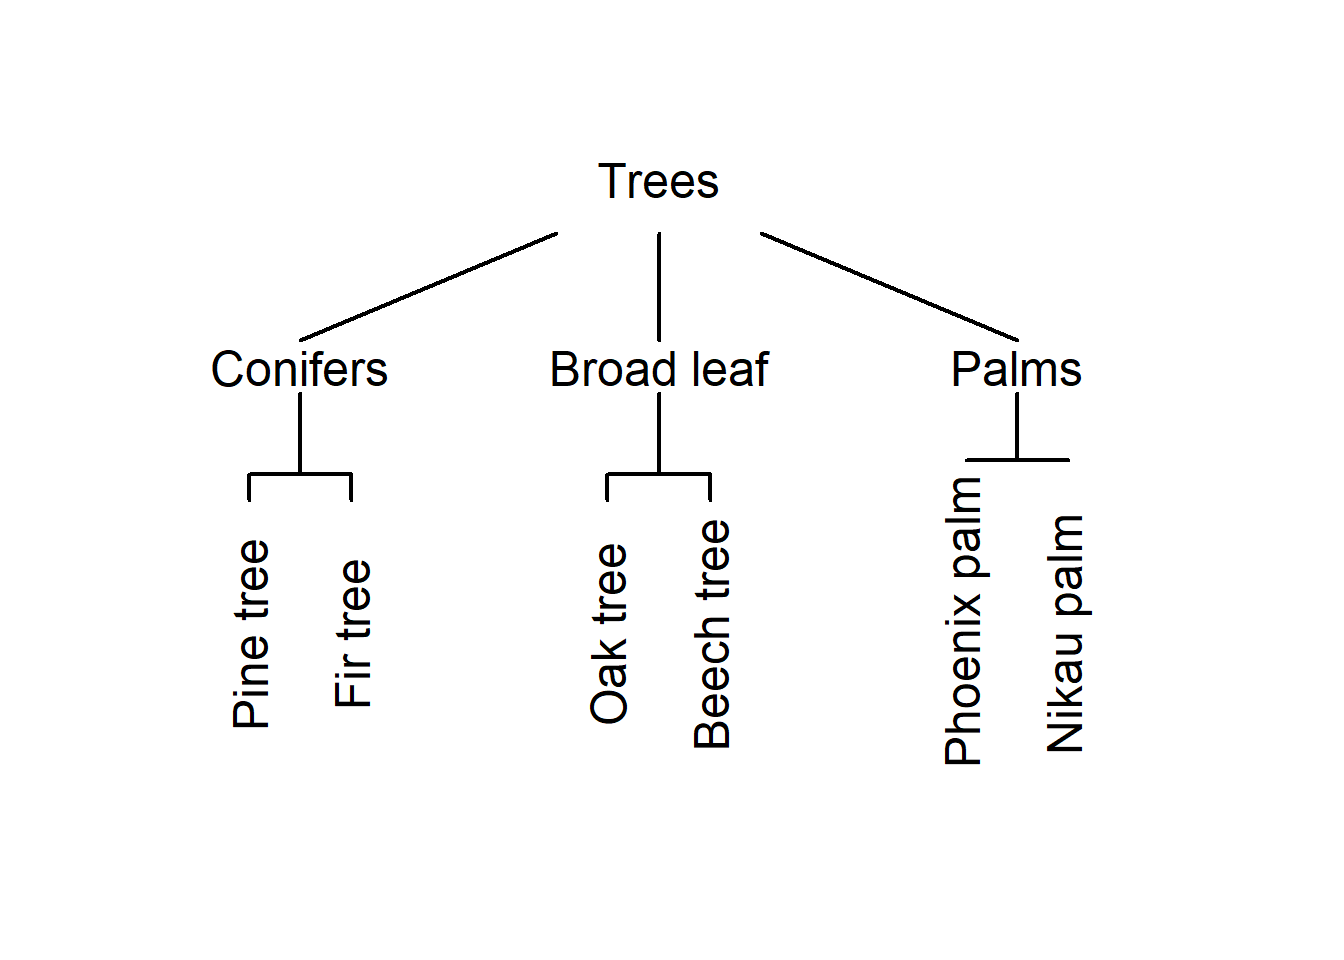 Trees
Conifers
Broad leaf
Palms
Pine tree
Fir tree
Oak tree
Beech tree
Phoenix palm
Nikau palm